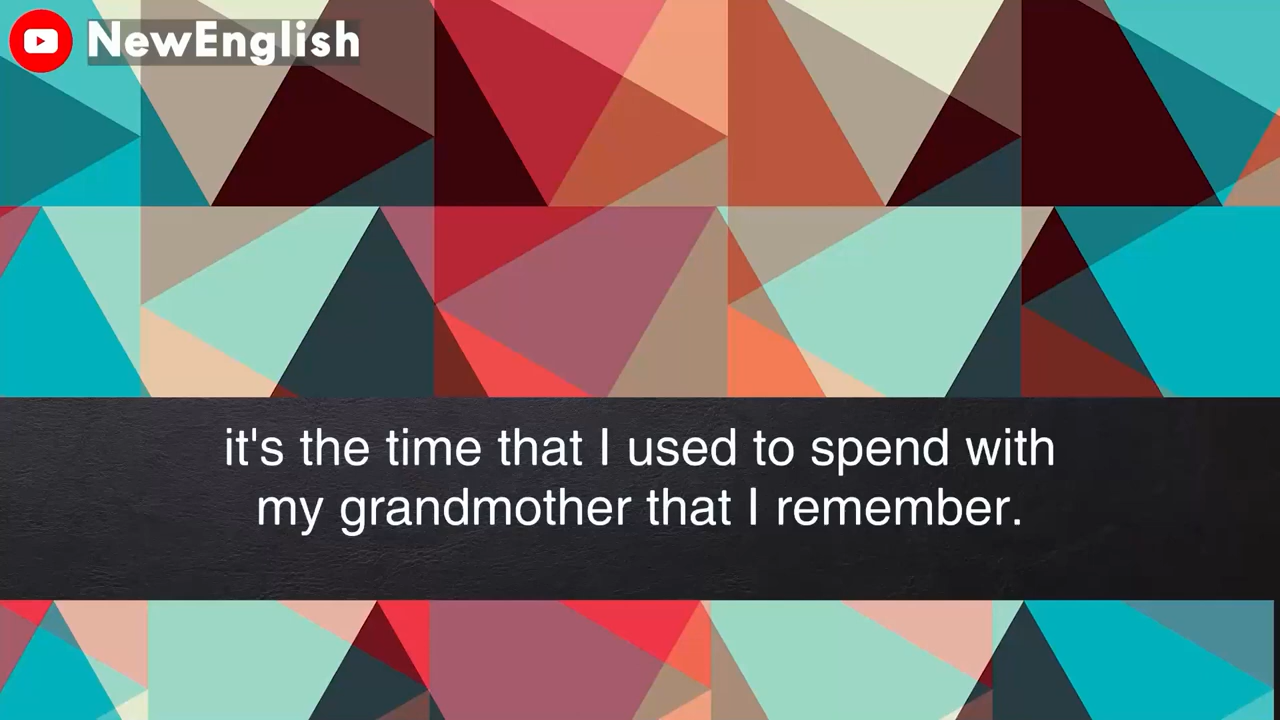 NewEnglish
it's the time that I used to spend with
my grandmother that I remember.